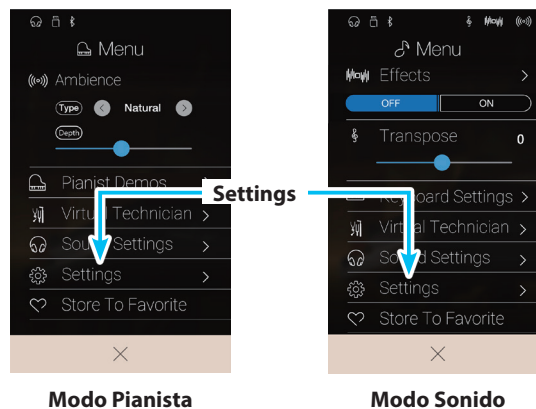 Menu
Ambience
Type Natural
Depth
Pianist Demos
Virtual Technician
Sound Settings
Settings
Store To Favorite
Modo Pianista
Settings
Menu
Effects
OFF ON
Transpose 0
Keyboard Settings
Virtual Technician
Sound Settings
Settings
Store To Favorite
Modo Sonido